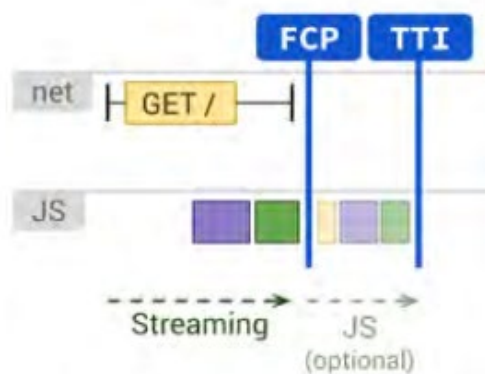 FCP TTI
net
GET /
JS
Streaming
JS
(optional)